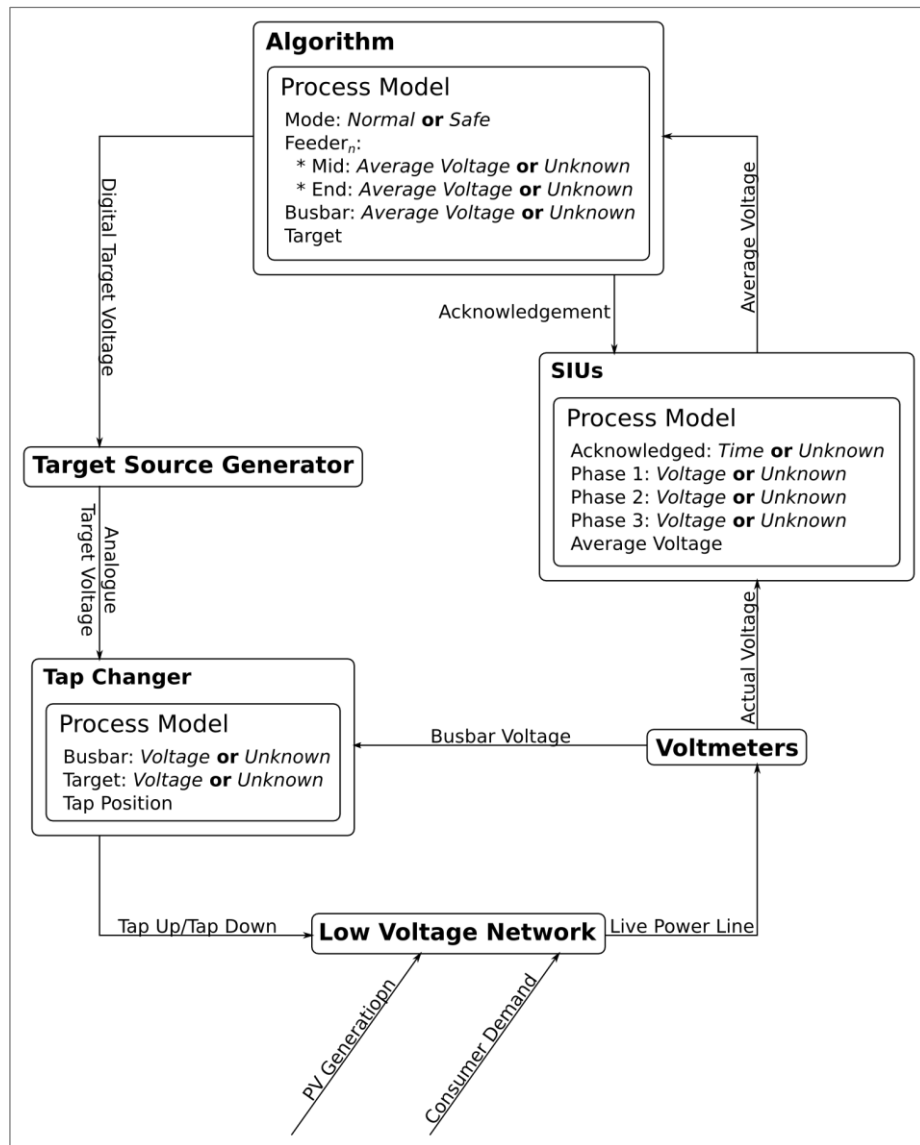 Algorithm
Process Model
Mode: Normal or Safe
Feedern:
* Mid: Average Voltage or Unknown
* End: Average Voltage or Unknown
Busbar: Average Voltage or Unknown
Target
Digital Target Voltage
Average Voltage
Acknowledgement
SIUs
Process Model
Acknowledged: Time or Unknown
Phase 1: Voltage or Unknown
Phase 2: Voltage or Unknown
Phase 3: Voltage or Unknown
Average Voltage
Target Source Generator
Analogue
Target Voltage
Actual Voltage
Tap Changer
Process Model
Busbar: Voltage or Unknown
Target: Voltage or Unknown
Tap Position
Busbar Voltage
Voltmeters
Tap Up/Tap Down
Low Voltage Network
Live Power Line
PV Generatiopn
Consumer Demand